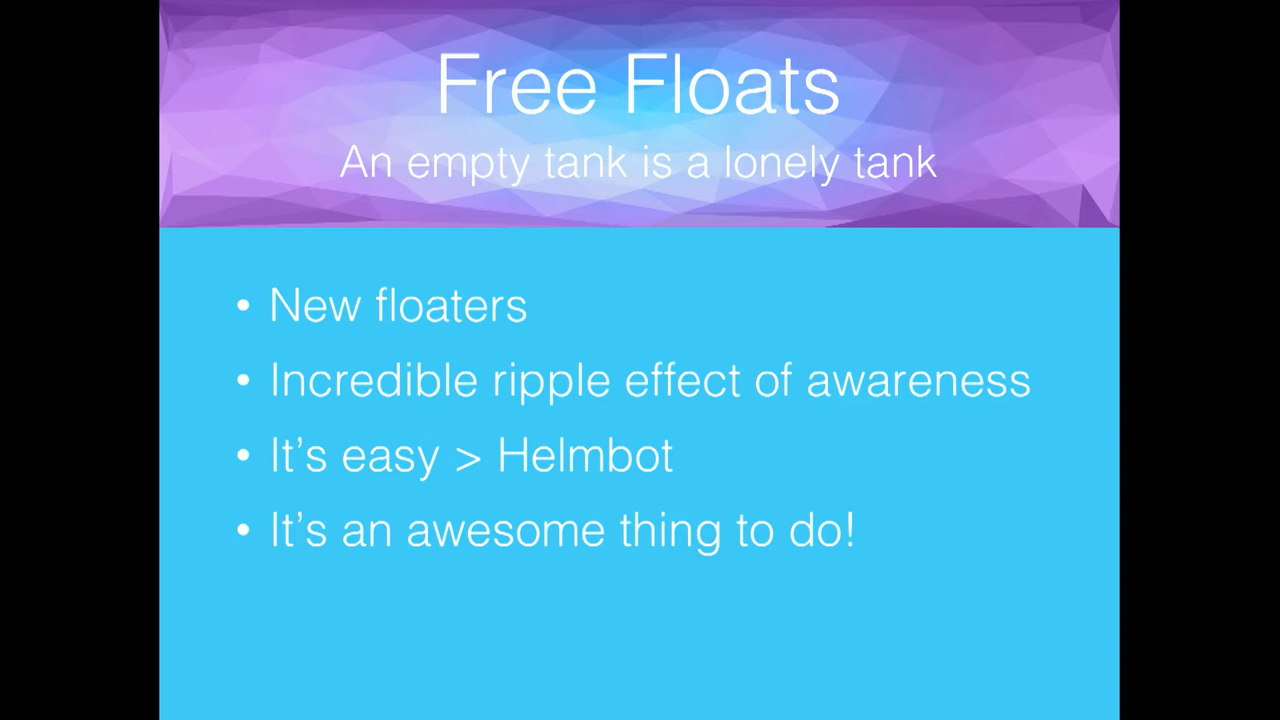 Free Floats
An empty tank is a lonely tank
• New floaters
• Incredible ripple effect of awareness
• It’s easy > Helmbot
• It’s an awesome thing to do!